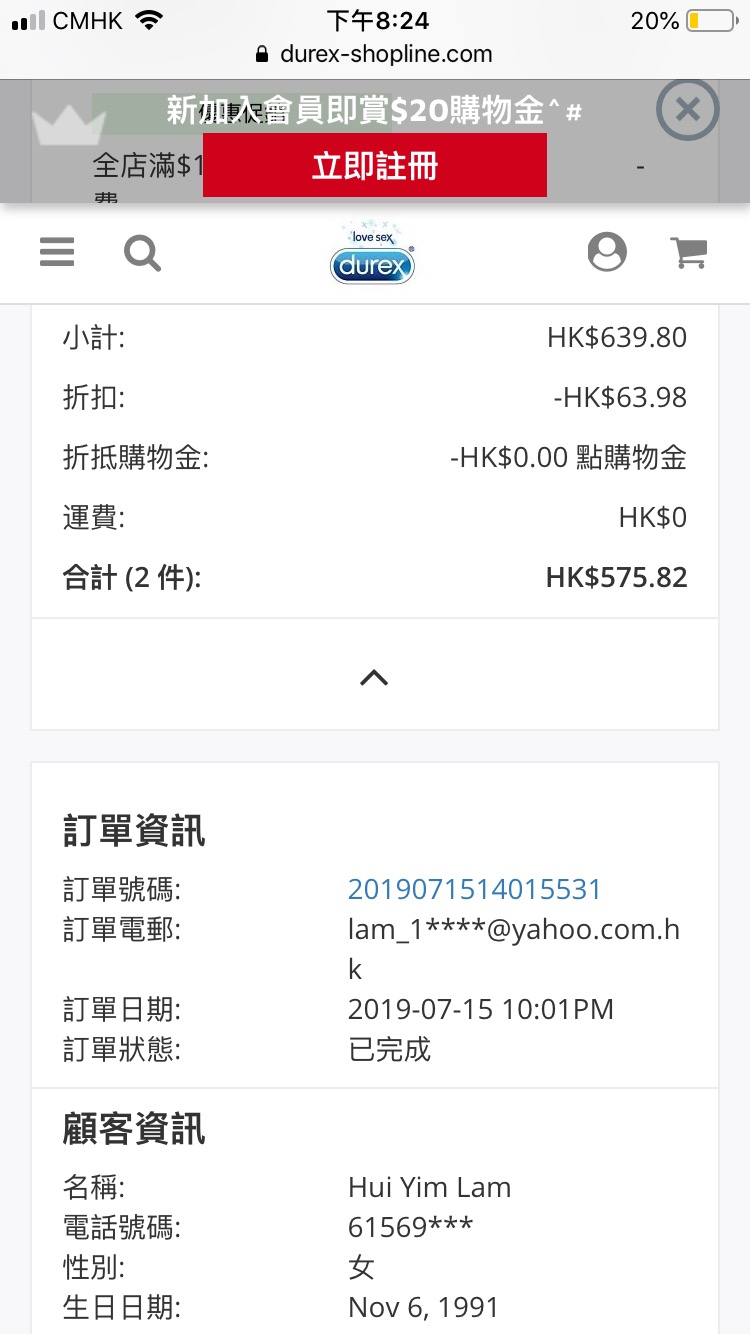 CMHK 下午8:24 20%
durex-shopline.com
新加入會員即賞$20購物金^#
立即註冊
全店滿$1 -
費
love sex
durex
小計: HK$639.80
折扣: -HK$63.98
折抵購物金: -HK$0.00 點購物金
運費: HK$0
合計 (2 件): HK$575.82
訂單資訊
訂單號碼: 2019071514015531
訂單電郵: lam_1****@yahoo.com.h
k
訂單日期: 2019-07-15 10:01PM
訂單狀態: 已完成
顧客資訊
名稱: Hui Yim Lam
電話號碼: 61569***
性別: 女
生日日期: Nov 6, 1991